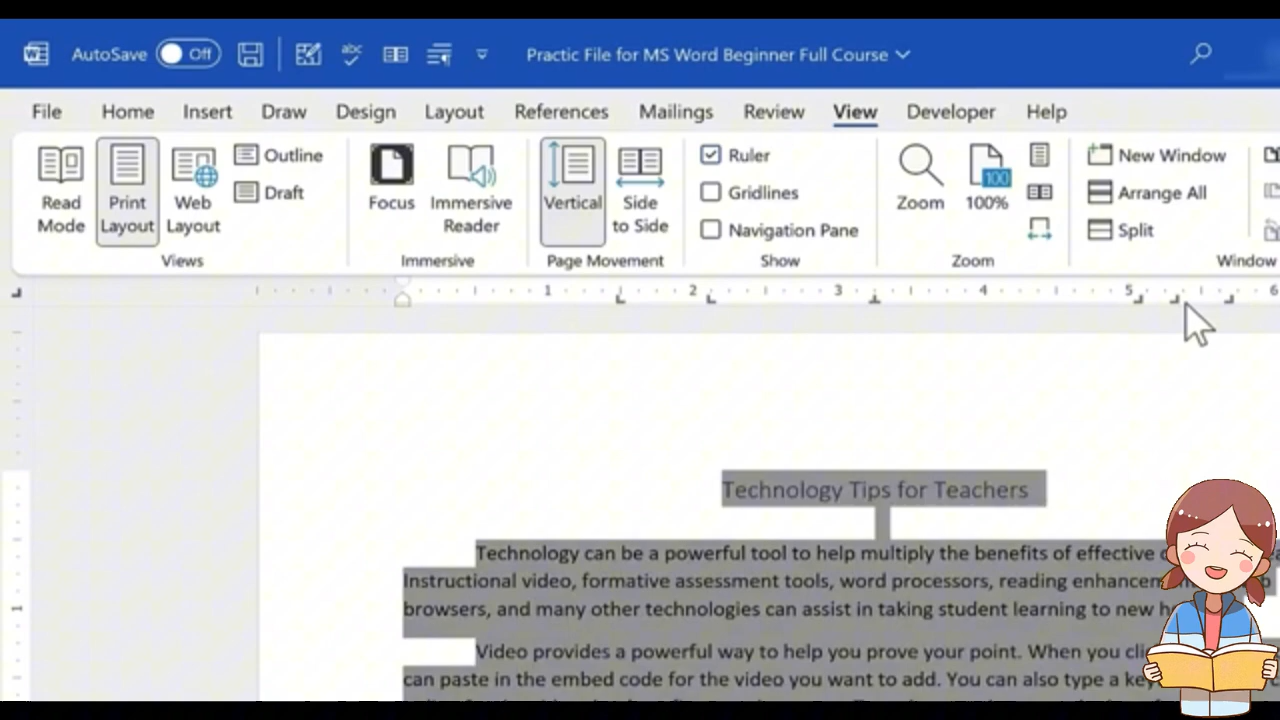 AutoSave Off abc Practic File for MS Word Beginner Full Course
File Home Insert Draw Design Layout References Mailings Review View Developer Help
Read Mode
Print Layout
Web Layout
Outline
Draft
Views
Focus
Immersive Reader
Immersive
Vertical
Side to Side
Page Movement
Ruler
Gridlines
Navigation Pane
Show
Zoom
100
100%
Zoom
New Window
Arrange All
Split
Window
1 2 3 4 5 6
1
Technology Tips for Teachers
Technology can be a powerful tool to help multiply the benefits of effective
Instructional video, formative assessment tools, word processors, reading
browsers, and many other technologies can assist in taking student learning to new
Video provides a powerful way to help you prove your point. When you
can paste in the embed code for the video you want to add. You can also type a